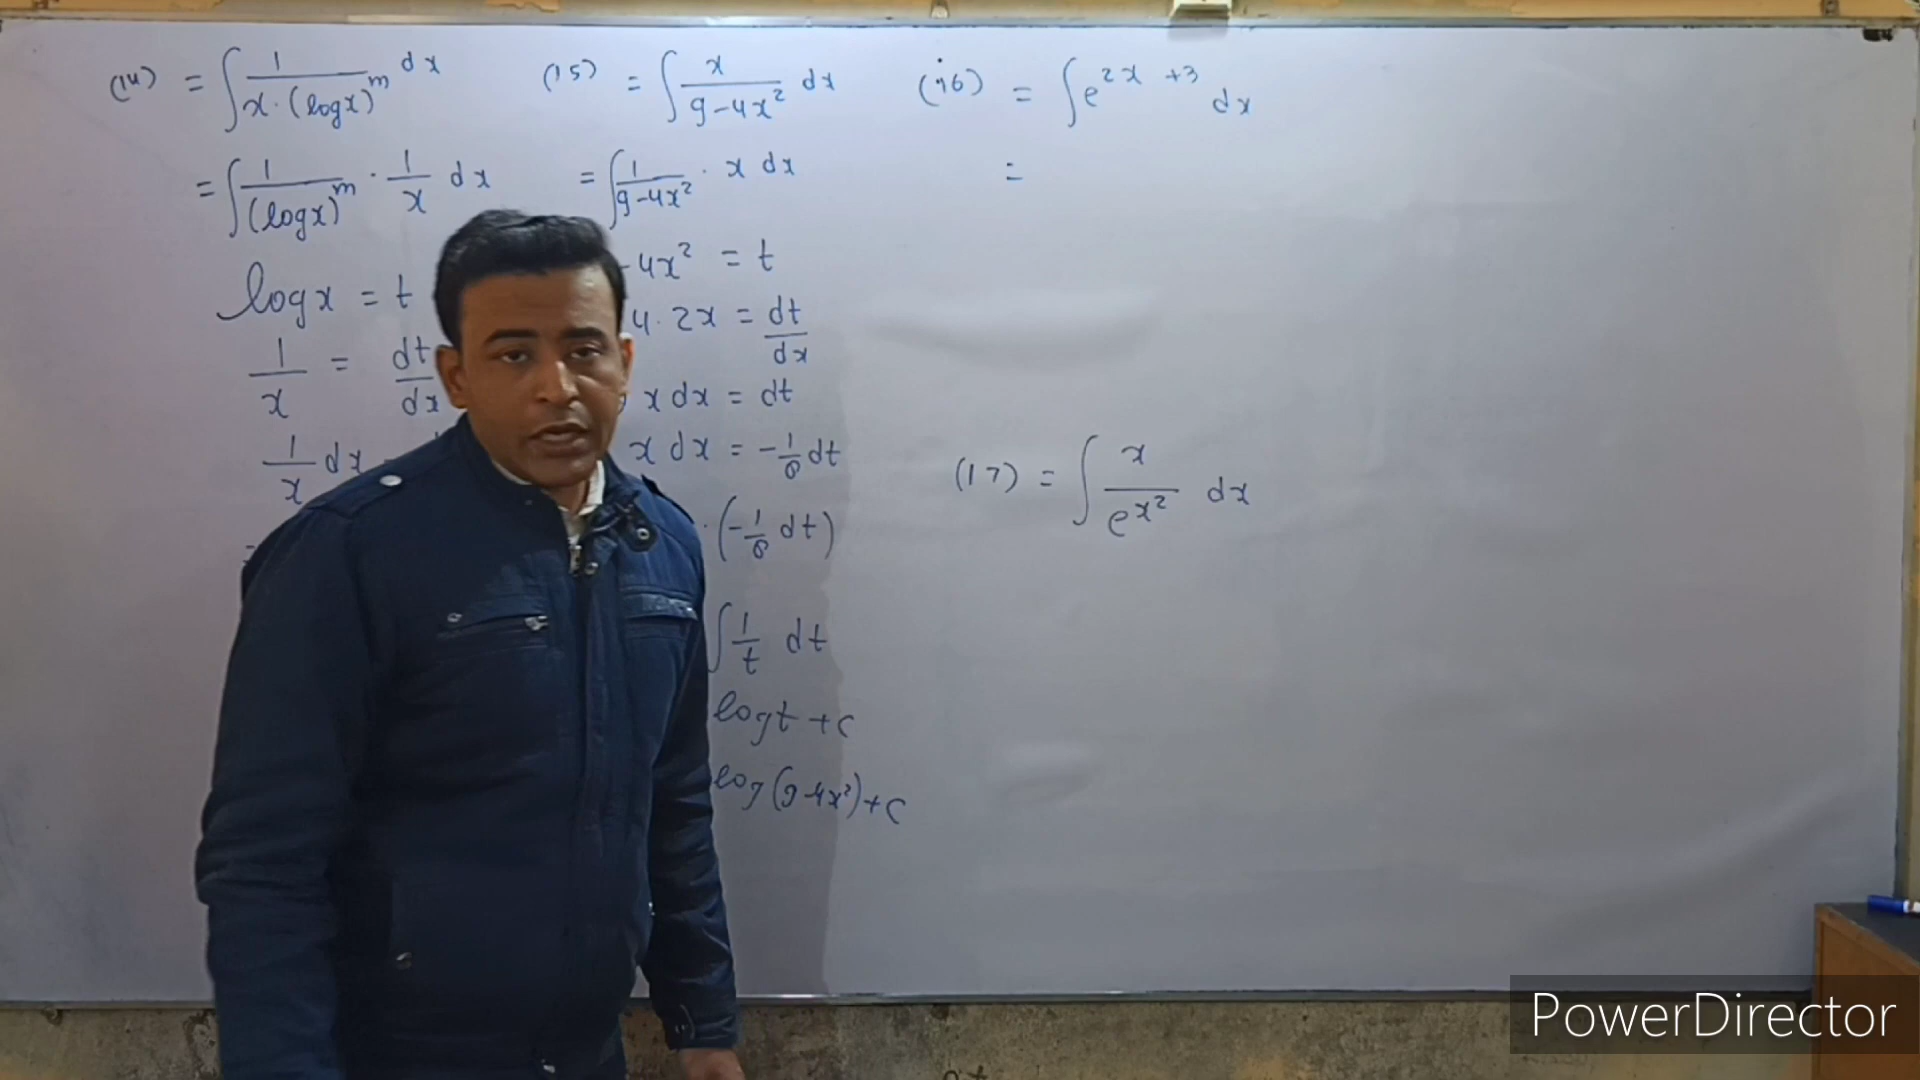 (14) = ∫ 1/(x·(log x)^m) dx
= ∫ 1/(log x)^m · 1/x dx
log x = t
1/x = dt/dx
1/x dx
(15) = ∫ x/(9-4x²) dx
= ∫ 1/(9-4x²) · x dx
-4x² = t
4·2x = dt/dx
x dx = dt
x dx = -1/8 dt
·(-1/8 dt)
∫ 1/t dt
log t + c
log(9-4x²) + c
(16) = ∫ e^(2x+3) dx
=
(17) = ∫ x/e^(x²) dx
PowerDirector